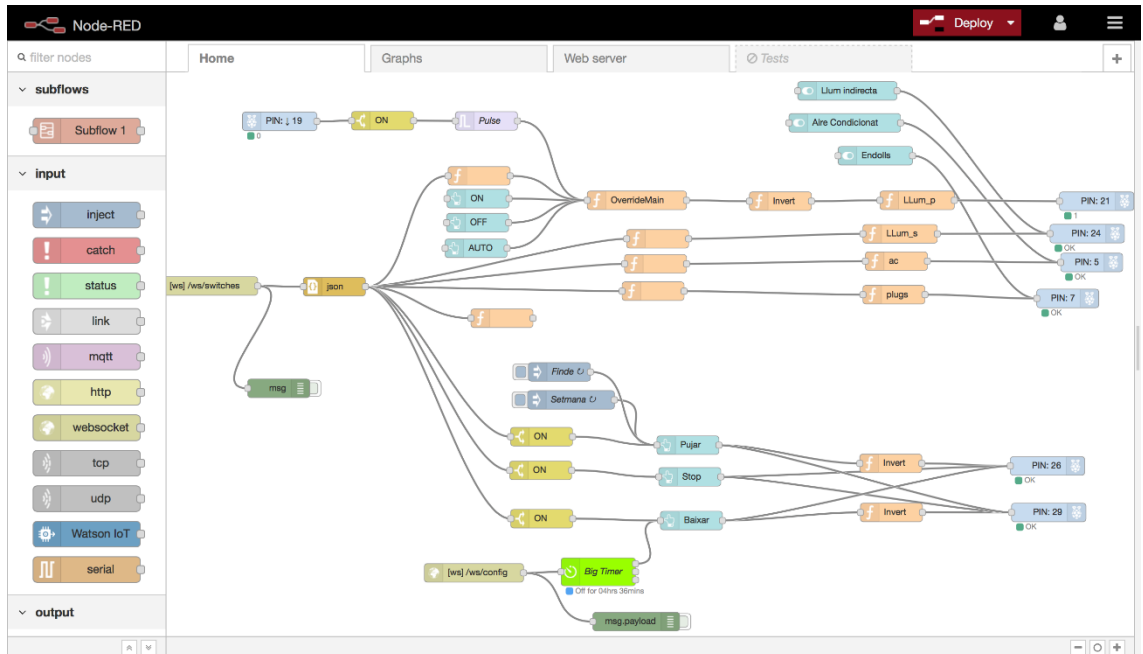 Node-RED
Deploy
filter nodes
Home
Graphs
Web server
Tests
subflows
Subflow 1
input
inject
catch
status
link
mqtt
http
websocket
tcp
udp
Watson IoT
serial
output
Llum indirecta
PIN: ↓ 19
0
ON
Pulse
Aire Condicionat
Endolls
f
ON
f OverrideMain
f Invert
f LLum_p
PIN: 21
1
OFF
f
f LLum_s
PIN: 24
OK
AUTO
f
f ac
PIN: 5
OK
[ws] /ws/switches
{} json
f
f plugs
PIN: 7
OK
f
Finde ↻
msg
Setmana ↻
ON
Pujar
f Invert
PIN: 26
OK
ON
Stop
ON
Baixar
f Invert
PIN: 29
OK
[ws] /ws/config
Big Timer
Off for 04hrs 36mins
msg.payload